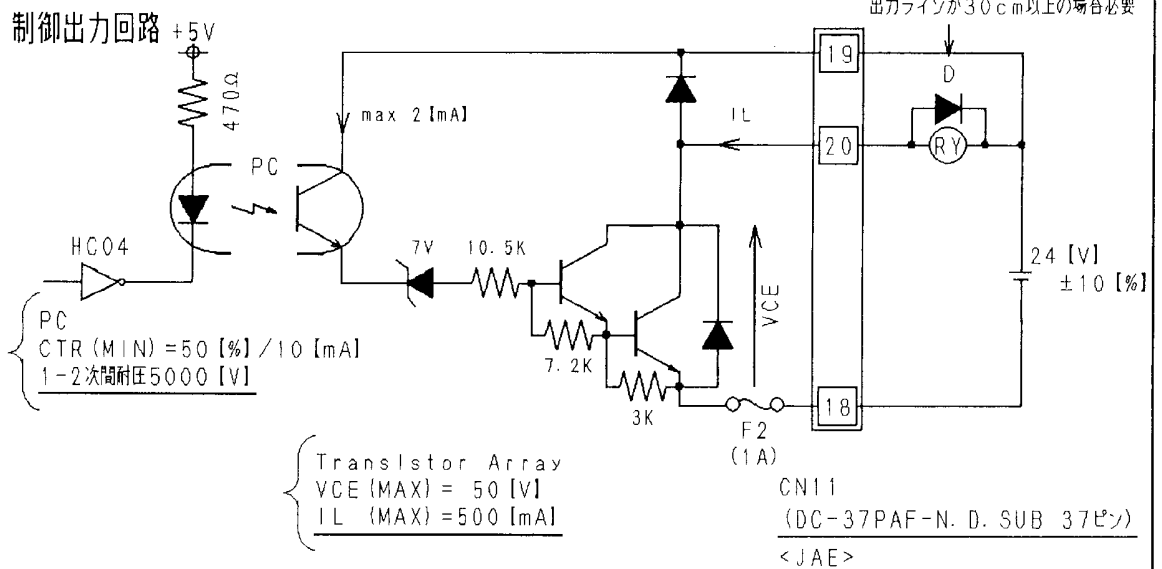 出力ラインが30cm以上の場合必要
制御出力回路
+5V
470Ω
max 2[mA]
PC
HC04
7V
10.5K
7.2K
3K
IL
D
RY
19
20
18
VCE
24[V]
±10[%]
F2
(1A)
PC
CTR(MIN)=50[%]/10[mA]
1-2次間耐圧5000[V]
Transistor Array
VCE(MAX)= 50[V]
IL (MAX)=500[mA]
CN11
(DC-37PAF-N. D. SUB 37ピン)
<JAE>